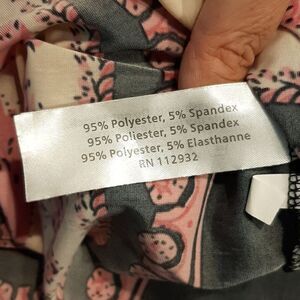 95% Polyester, 5% Spandex
95% Poliester, 5% Spandex
95% Polyester, 5% Elasthanne
RN 112932